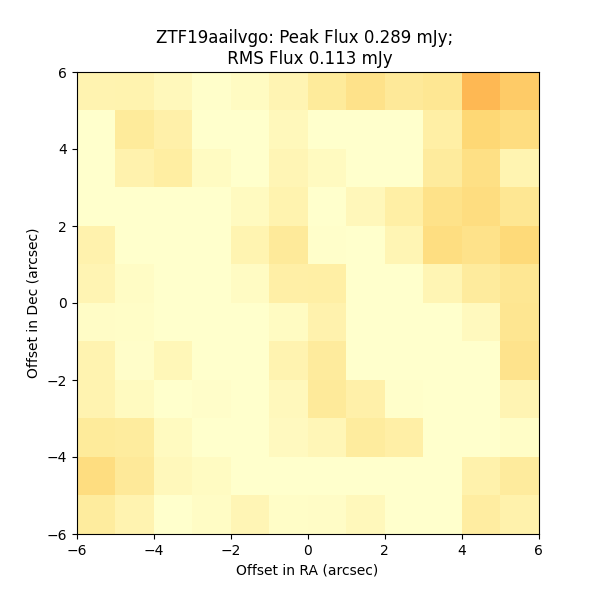 ZTF19aailvgo: Peak Flux 0.289 mJy;
RMS Flux 0.113 mJy
6
4
2
0
−2
−4
−6
Offset in Dec (arcsec)
−6 −4 −2 0 2 4 6
Offset in RA (arcsec)